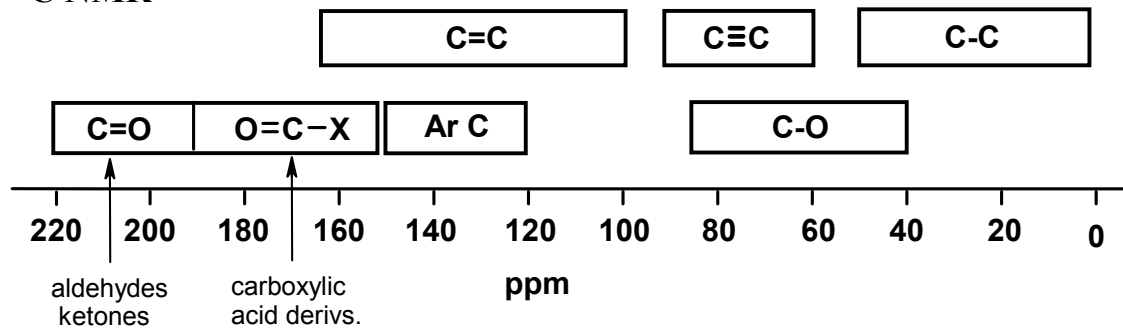 C NMR
C=C C≡C C-C
C=O O=C-X Ar C C-O
220 200 180 160 140 120 100 80 60 40 20 0
ppm
aldehydes carboxylic
ketones acid derivs.